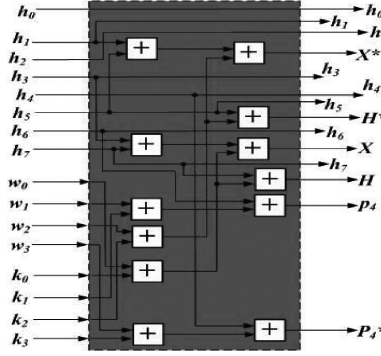 h₀ h₀
h₁ h₁
h₂ h
X*
h₃ h₃
h₄ h₄
h₅ h₅
H*
h₆ h₆
h₇ X
h₇
w₀ H
w₁ p₄
w₂
w₃
k₀
k₁
k₂
k₃ P₄*
+
+
+
+
+
+
+
+
+
+
+